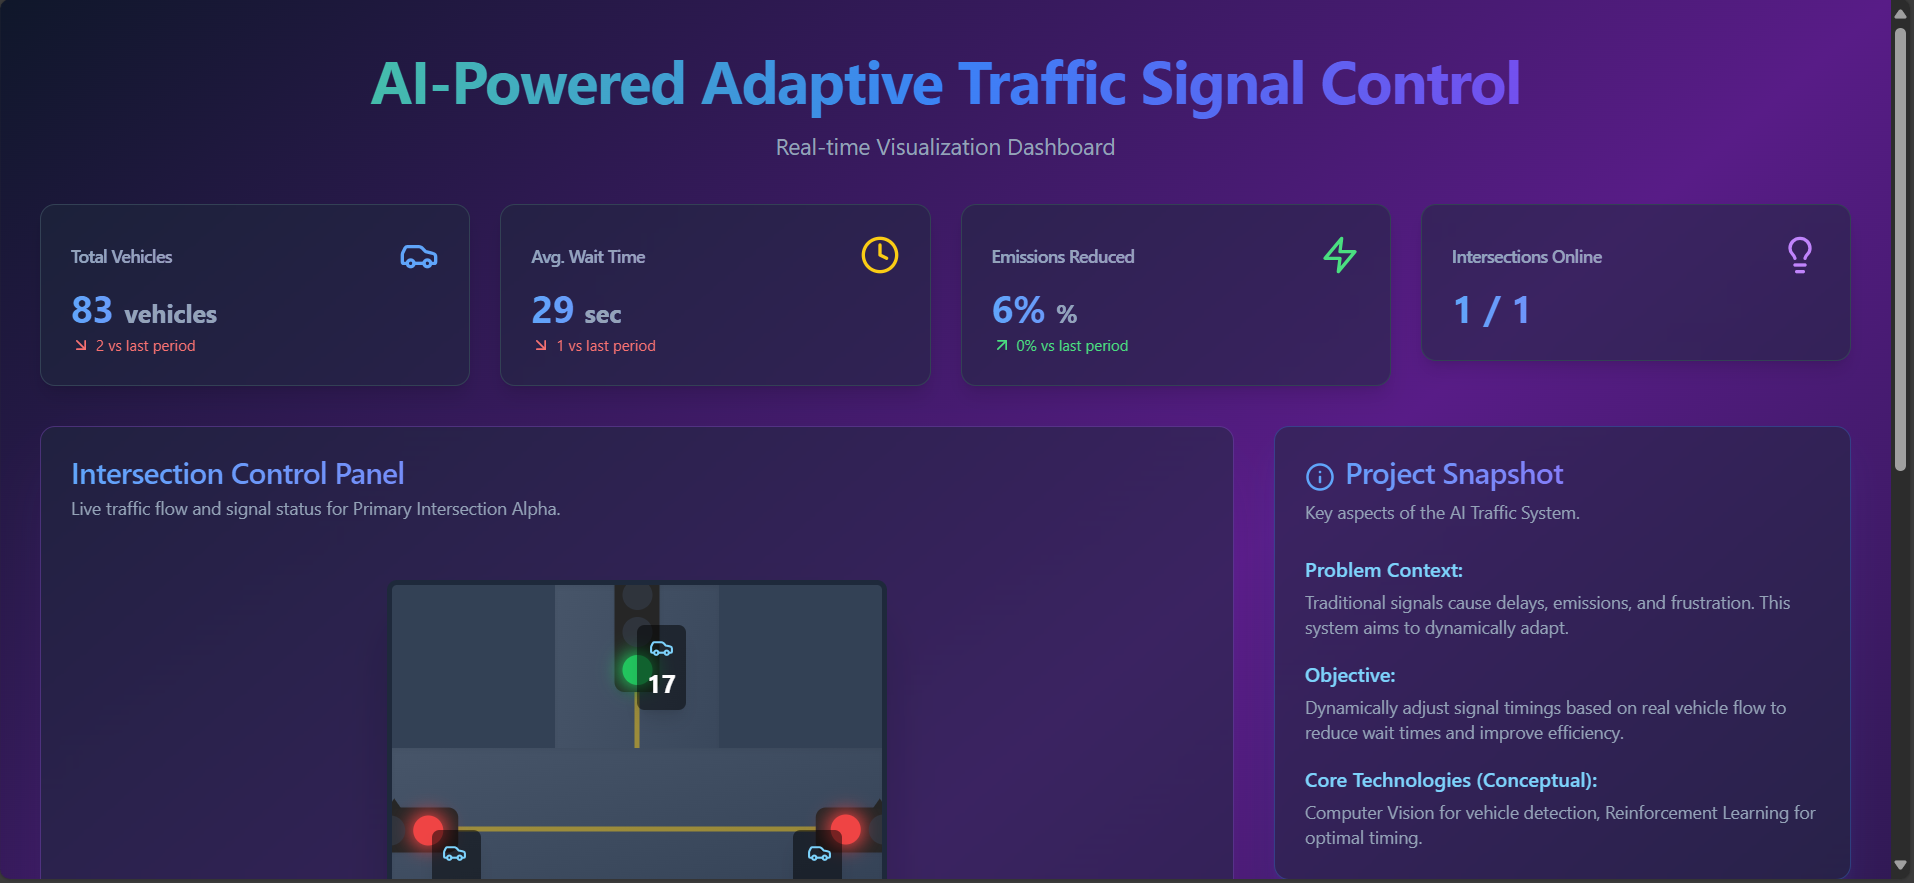 AI-Powered Adaptive Traffic Signal Control
Real-time Visualization Dashboard
Total Vehicles
83 vehicles
2 vs last period
Avg. Wait Time
29 sec
1 vs last period
Emissions Reduced
6% %
0% vs last period
Intersections Online
1 / 1
Intersection Control Panel
Live traffic flow and signal status for Primary Intersection Alpha.
17
Project Snapshot
Key aspects of the AI Traffic System.
Problem Context:
Traditional signals cause delays, emissions, and frustration. This
system aims to dynamically adapt.
Objective:
Dynamically adjust signal timings based on real vehicle flow to
reduce wait times and improve efficiency.
Core Technologies (Conceptual):
Computer Vision for vehicle detection, Reinforcement Learning for
optimal timing.